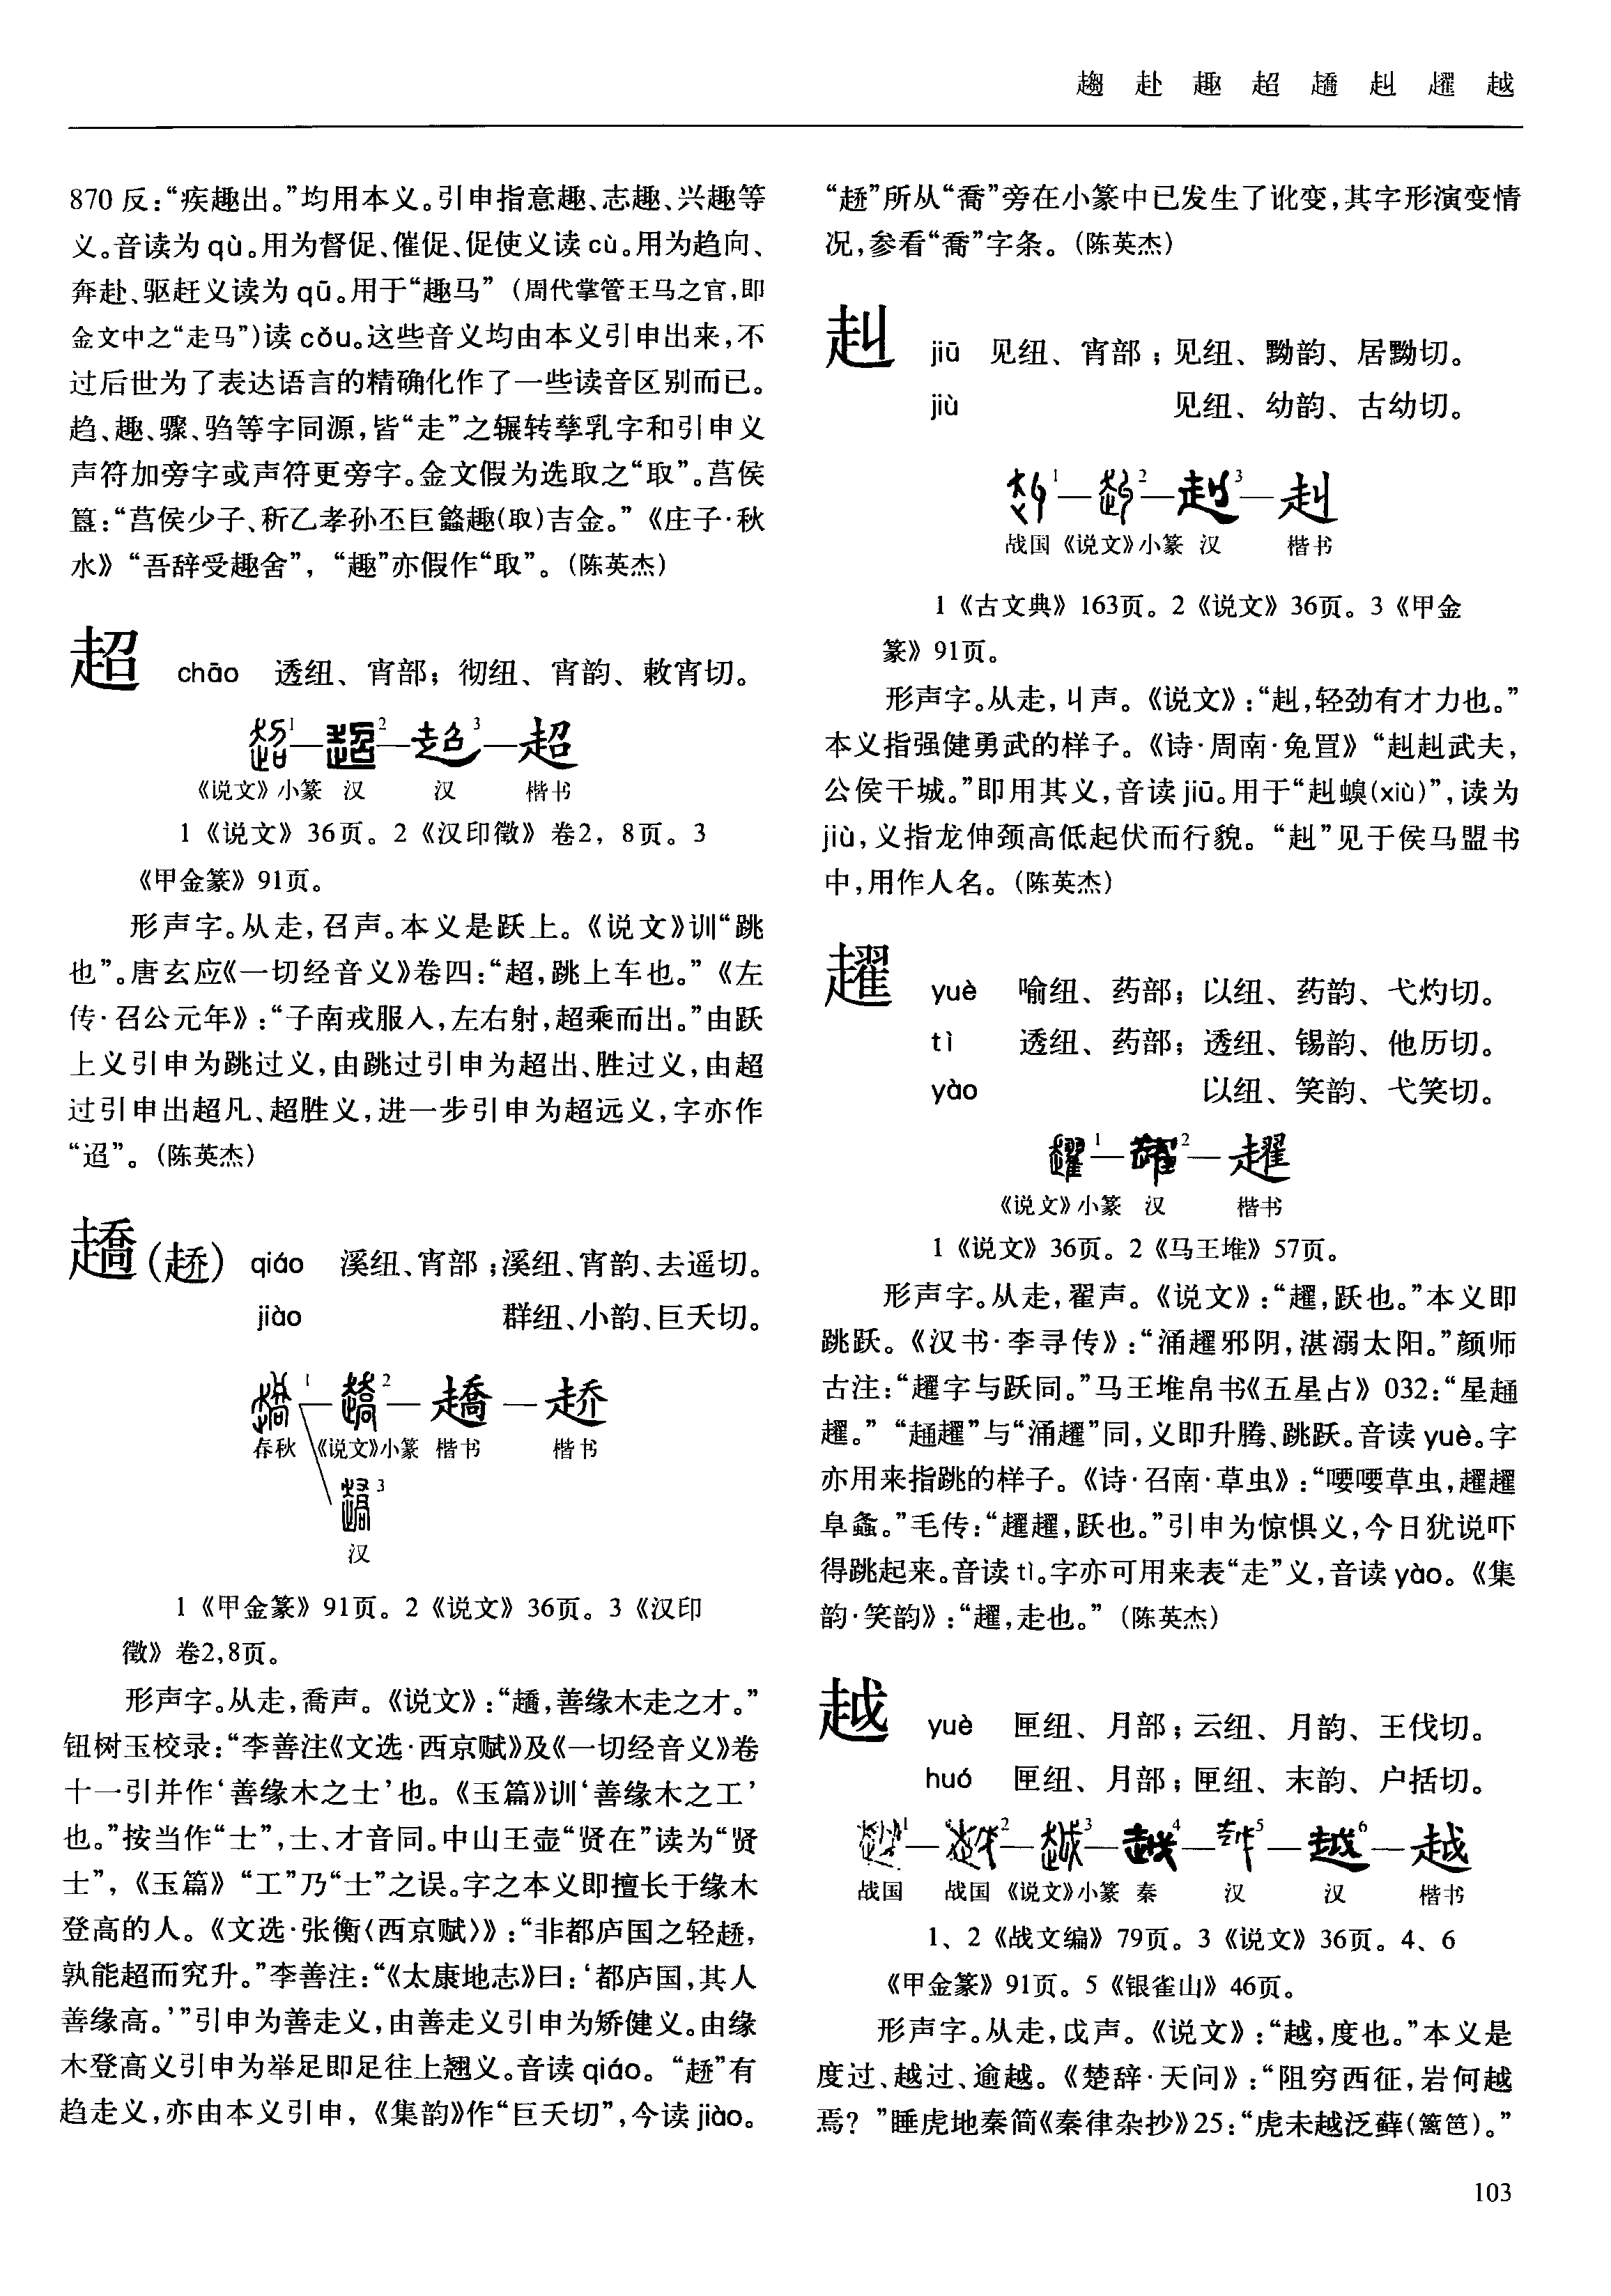 趨 赴 趣 超 趫 赳 趯 越
870反：“疾趣出。”均用本义。引申指意趣、志趣、兴趣等
义。音读为qù。用为督促、催促、促使义读cù。用为趋向、
奔赴、驱赶义读为qū。用于“趣马”（周代掌管王马之官，即
金文中之“走马”)读cǒu。这些音义均由本义引申出来，不
过后世为了表达语言的精确化作了一些读音区别而已。
趋、趣、骤、驺等字同源，皆“走”之辗转孳乳字和引申义
声符加旁字或声符更旁字。金文假为选取之“取”。莒侯
簋：“莒侯少子、𣂔乙孝孙丕巨盬趣(取)吉金。”《庄子·秋
水》“吾辞受趣舍”，“趣”亦假作“取”。（陈英杰）
超 chāo 透纽、宵部；彻纽、宵韵、敕宵切。
1—2—3—超
《说文》小篆 汉 汉 楷书
1《说文》36页。2《汉印徵》卷2，8页。3
《甲金篆》91页。
形声字。从走，召声。本义是跃上。《说文》训“跳
也”。唐玄应《一切经音义》卷四：“超，跳上车也。”《左
传·召公元年》：“子南戎服入，左右射，超乘而出。”由跃
上义引申为跳过义，由跳过引申为超出、胜过义，由超
过引申出超凡、超胜义，进一步引申为超远义，字亦作
“迢”。（陈英杰）
趫(𫎱) qiáo 溪纽、宵部；溪纽、宵韵、去遥切。
jiào 群纽、小韵、巨夭切。
1—2—趫—𫎱
春秋 《说文》小篆 楷书 楷书
3
汉
1《甲金篆》91页。2《说文》36页。3《汉印
徵》卷2,8页。
形声字。从走，喬声。《说文》：“趫，善缘木走之才。”
钮树玉校录：“李善注《文选·西京赋》及《一切经音义》卷
十一引并作‘善缘木之士’也。《玉篇》训‘善缘木之工’
也。”按当作“士”，士、才音同。中山王壶“贤在”读为“贤
士”，《玉篇》“工”乃“士”之误。字之本义即擅长于缘木
登高的人。《文选·张衡〈西京赋〉》：“非都庐国之轻𫎱，
孰能超而究升。”李善注：“《太康地志》曰：‘都庐国，其人
善缘高。’”引申为善走义，由善走义引申为矫健义。由缘
木登高义引申为举足即足往上翘义。音读qiáo。“𫎱”有
趋走义，亦由本义引申，《集韵》作“巨夭切”，今读jiào。
“𫎱”所从“喬”旁在小篆中已发生了讹变，其字形演变情
况，参看“喬”字条。（陈英杰）
赳 jiū 见纽、宵部；见纽、黝韵、居黝切。
jiù 见纽、幼韵、古幼切。
1—2—3—赳
战国 《说文》小篆 汉 楷书
1《古文典》163页。2《说文》36页。3《甲金
篆》91页。
形声字。从走，丩声。《说文》：“赳，轻劲有才力也。”
本义指强健勇武的样子。《诗·周南·兔罝》“赳赳武夫，
公侯干城。”即用其义，音读jiū。用于“赳螑(xiù)”，读为
jiù，义指龙伸颈高低起伏而行貌。“赳”见于侯马盟书
中，用作人名。（陈英杰）
趯 yuè 喻纽、药部；以纽、药韵、弋灼切。
tì 透纽、药部；透纽、锡韵、他历切。
yào 以纽、笑韵、弋笑切。
1—2—趯
《说文》小篆 汉 楷书
1《说文》36页。2《马王堆》57页。
形声字。从走，翟声。《说文》：“趯，跃也。”本义即
跳跃。《汉书·李寻传》：“涌趯邪阴，湛溺太阳。”颜师
古注：“趯字与跃同。”马王堆帛书《五星占》032：“星趥
趯。”“趥趯”与“涌趯”同，义即升腾、跳跃。音读yuè。字
亦用来指跳的样子。《诗·召南·草虫》：“喓喓草虫，趯趯
阜螽。”毛传：“趯趯，跃也。”引申为惊惧义，今日犹说吓
得跳起来。音读tì。字亦可用来表“走”义，音读yào。《集
韵·笑韵》：“趯，走也。”（陈英杰）
越 yuè 匣纽、月部；云纽、月韵、王伐切。
huó 匣纽、月部；匣纽、末韵、户括切。
1—2—3—4—5—6—越
战国 战国 《说文》小篆 秦 汉 汉 楷书
1、2《战文编》79页。3《说文》36页。4、6
《甲金篆》91页。5《银雀山》46页。
形声字。从走，戉声。《说文》：“越，度也。”本义是
度过、越过、逾越。《楚辞·天问》：“阻穷西征，岩何越
焉？”睡虎地秦简《秦律杂抄》25：“虎未越泛藓(篱笆)。”
103